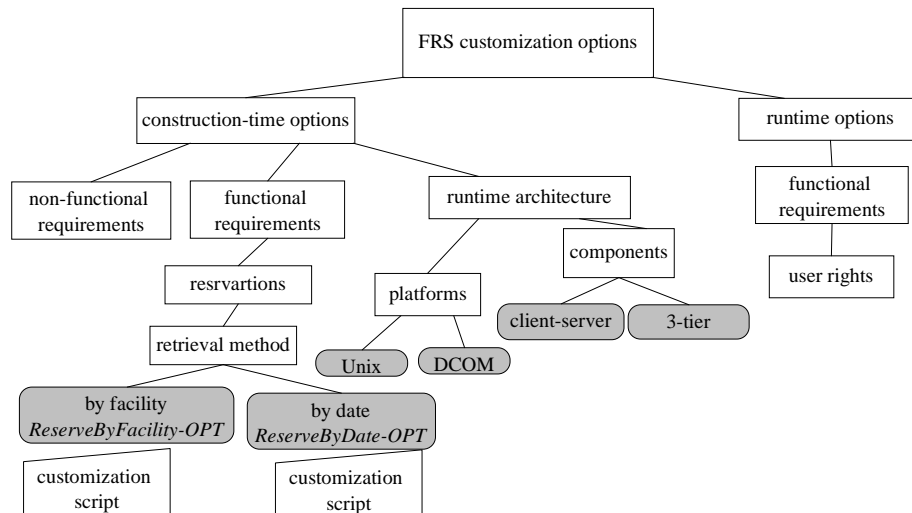 FRS customization options
construction-time options
runtime options
non-functional
requirements
functional
requirements
runtime architecture
functional
requirements
resrvartions
platforms
components
user rights
retrieval method
Unix
DCOM
client-server
3-tier
by facility
ReserveByFacility-OPT
by date
ReserveByDate-OPT
customization
script
customization
script